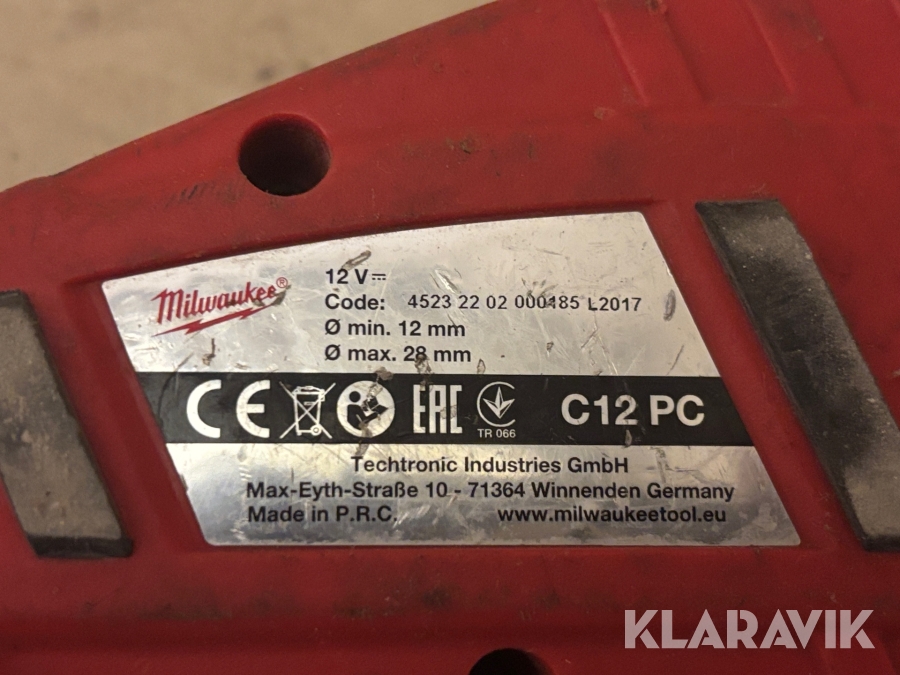 Milwaukee®
12 V
Code: 4523 22 02 000485 L2017
Ø min. 12 mm
Ø max. 28 mm
CE EAC TR 066 C12 PC
Techtronic Industries GmbH
Max-Eyth-Straße 10 - 71364 Winnenden Germany
Made in P.R.C. www.milwaukeetool.eu
KLARAVIK